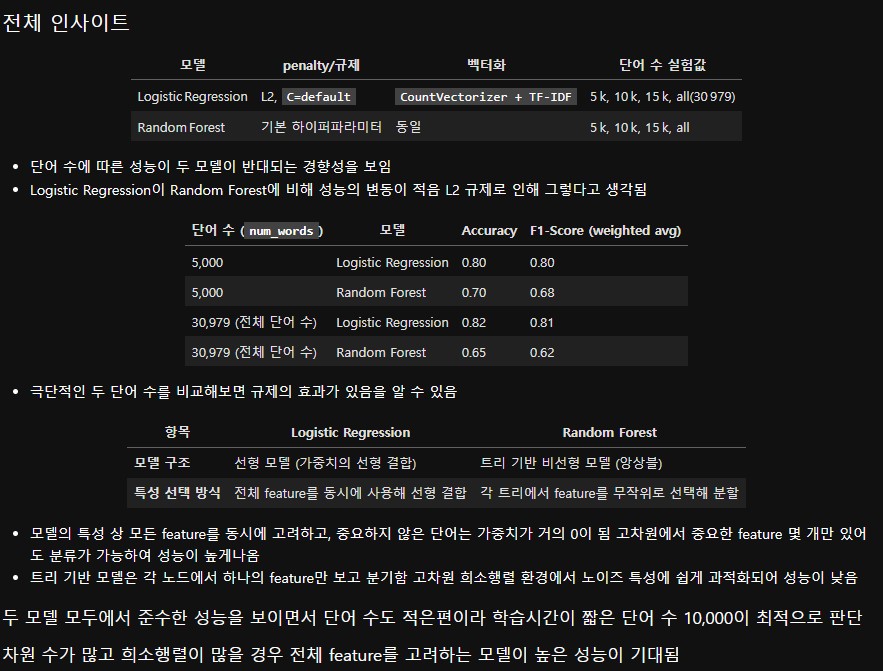 전체 인사이트
모델 penalty/규제 벡터화 단어 수 실험값
Logistic Regression L2, C=default CountVectorizer + TF-IDF 5 k, 10 k, 15 k, all(30 979)
Random Forest 기본 하이퍼파라미터 동일 5 k, 10 k, 15 k, all
• 단어 수에 따른 성능이 두 모델이 반대되는 경향성을 보임
• Logistic Regression이 Random Forest에 비해 성능의 변동이 적음 L2 규제로 인해 그렇다고 생각됨
단어 수 (num_words) 모델 Accuracy F1-Score (weighted avg)
5,000 Logistic Regression 0.80 0.80
5,000 Random Forest 0.70 0.68
30,979 (전체 단어 수) Logistic Regression 0.82 0.81
30,979 (전체 단어 수) Random Forest 0.65 0.62
• 극단적인 두 단어 수를 비교해보면 규제의 효과가 있음을 알 수 있음
항목 Logistic Regression Random Forest
모델 구조 선형 모델 (가중치의 선형 결합) 트리 기반 비선형 모델 (앙상블)
특성 선택 방식 전체 feature를 동시에 사용해 선형 결합 각 트리에서 feature를 무작위로 선택해 분할
• 모델의 특성 상 모든 feature를 동시에 고려하고, 중요하지 않은 단어는 가중치가 거의 0이 됨 고차원에서 중요한 feature 몇 개만 있어
도 분류가 가능하여 성능이 높게나옴
• 트리 기반 모델은 각 노드에서 하나의 feature만 보고 분기함 고차원 희소행렬 환경에서 노이즈 특성에 쉽게 과적화되어 성능이 낮음
두 모델 모두에서 준수한 성능을 보이면서 단어 수도 적은편이라 학습시간이 짧은 단어 수 10,000이 최적으로 판단
차원 수가 많고 희소행렬이 많을 경우 전체 feature를 고려하는 모델이 높은 성능이 기대됨